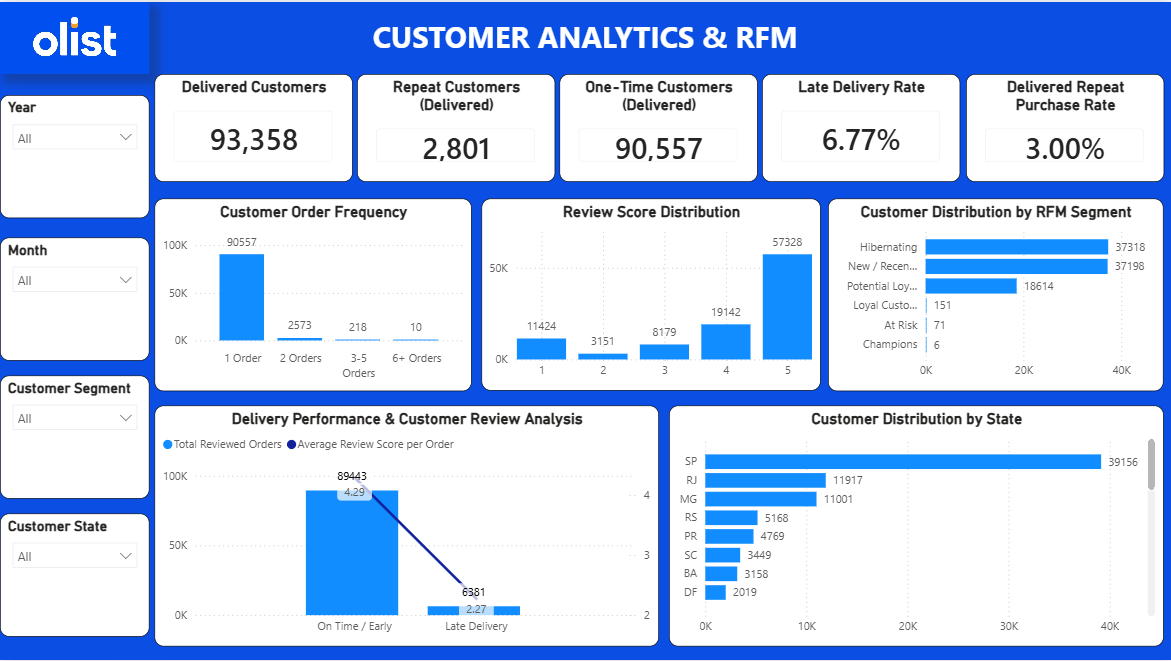 olist
CUSTOMER ANALYTICS & RFM
Year
All
Month
All
Customer Segment
All
Customer State
All
Delivered Customers
93,358
Repeat Customers
(Delivered)
2,801
One-Time Customers
(Delivered)
90,557
Late Delivery Rate
6.77%
Delivered Repeat
Purchase Rate
3.00%
Customer Order Frequency
100K
50K
0K
90557
2573
218
10
1 Order
2 Orders
3-5
Orders
6+ Orders
Review Score Distribution
50K
0K
11424
3151
8179
19142
57328
1
2
3
4
5
Customer Distribution by RFM Segment
Hibernating
37318
New / Recen...
37198
Potential Loy...
18614
Loyal Custo...
151
At Risk
71
Champions
6
0K
20K
40K
Delivery Performance & Customer Review Analysis
Total Reviewed Orders
Average Review Score per Order
100K
50K
0K
89443
4.29
6381
2.27
4
3
2
On Time / Early
Late Delivery
Customer Distribution by State
SP
39156
RJ
11917
MG
11001
RS
5168
PR
4769
SC
3449
BA
3158
DF
2019
0K
10K
20K
30K
40K